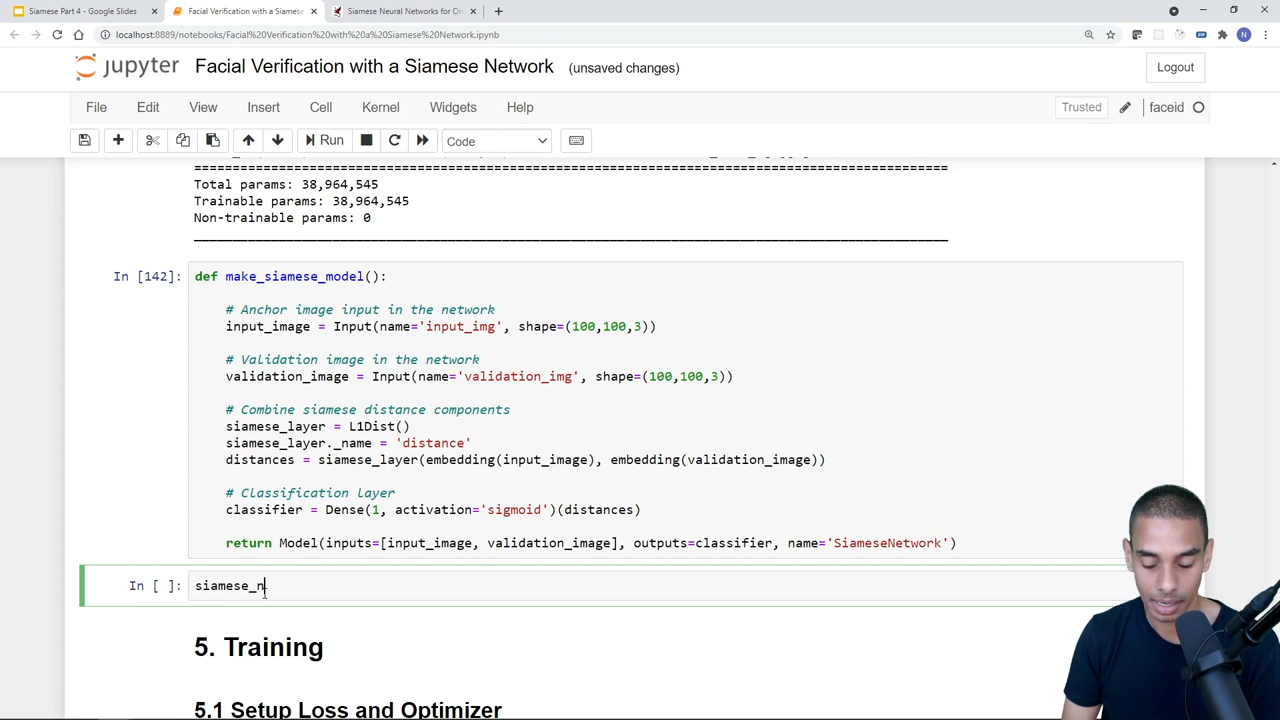 Siamese Part 4 - Google Slides
Facial Verification with a Siamese
Siamese Neural Networks for On
localhost:8889/notebooks/Facial%20Verification%20with%20a%20Siamese%20Network.ipynb
N
jupyter
Facial Verification with a Siamese Network (unsaved changes)
Logout
File Edit View Insert Cell Kernel Widgets Help
Trusted
faceid
Run
Code
================================================================================
Total params: 38,964,545
Trainable params: 38,964,545
Non-trainable params: 0
In [142]:
def make_siamese_model():
# Anchor image input in the network
input_image = Input(name='input_img', shape=(100,100,3))
# Validation image in the network
validation_image = Input(name='validation_img', shape=(100,100,3))
# Combine siamese distance components
siamese_layer = L1Dist()
siamese_layer._name = 'distance'
distances = siamese_layer(embedding(input_image), embedding(validation_image))
# Classification layer
classifier = Dense(1, activation='sigmoid')(distances)
return Model(inputs=[input_image, validation_image], outputs=classifier, name='SiameseNetwork')
In [ ]:
siamese_n
5. Training
5.1 Setup Loss and Optimizer